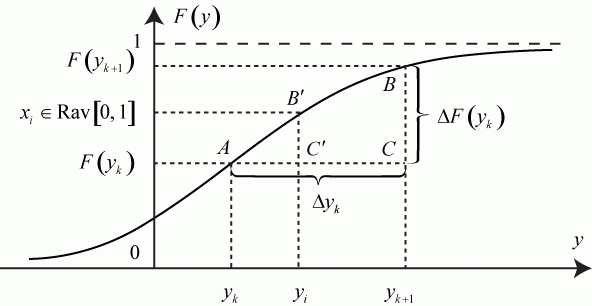 F(y)
1
F(y_{k+1})
x_i ∈ Rav[0,1]
F(y_k)
0
A
B′
C′
B
C
ΔF(y_k)
Δy_k
y
y_k
y_i
y_{k+1}